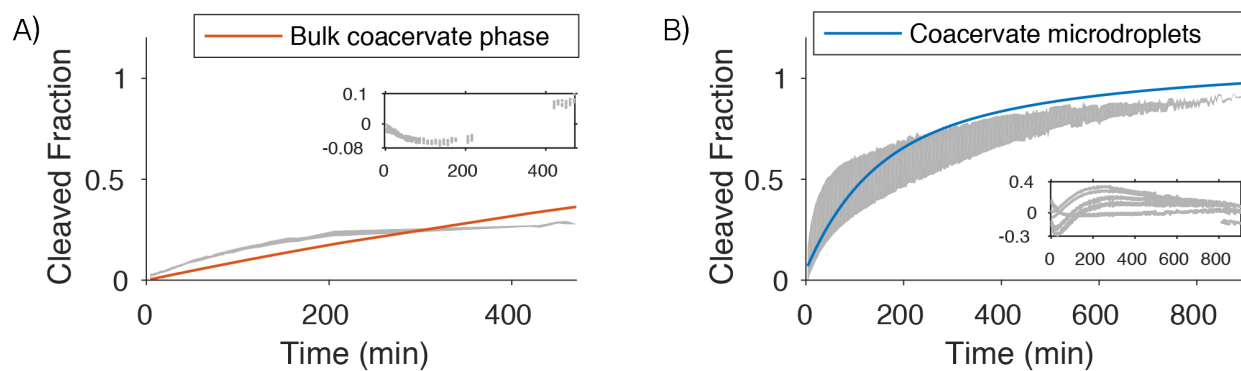 A)
Bulk coacervate phase
Cleaved Fraction
1
0.5
0
0.1
0
-0.08
0 200 400
0 200 400
Time (min)
B)
Coacervate microdroplets
Cleaved Fraction
1
0.5
0
0.4
0
-0.3
0 200 400 600 800
0 200 400 600 800
Time (min)